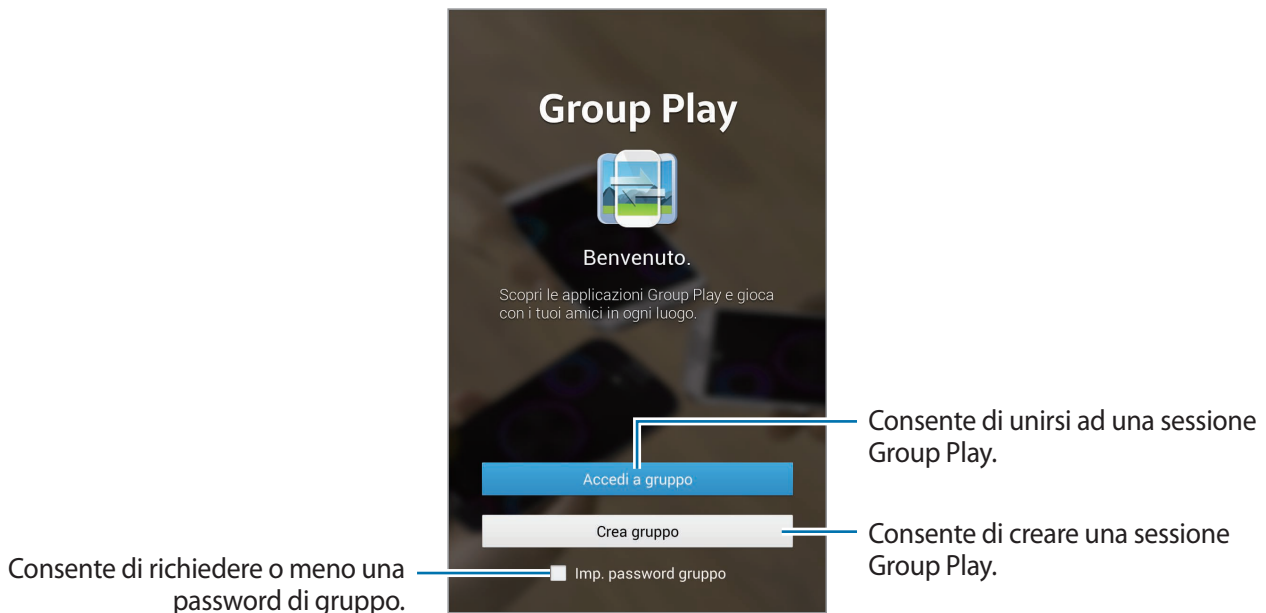 Group Play
Benvenuto.
Scopri le applicazioni Group Play e gioca
con i tuoi amici in ogni luogo.
Consente di unirsi ad una sessione
Group Play.
Accedi a gruppo
Crea gruppo
Consente di creare una sessione
Group Play.
Consente di richiedere o meno una
password di gruppo.
Imp. password gruppo